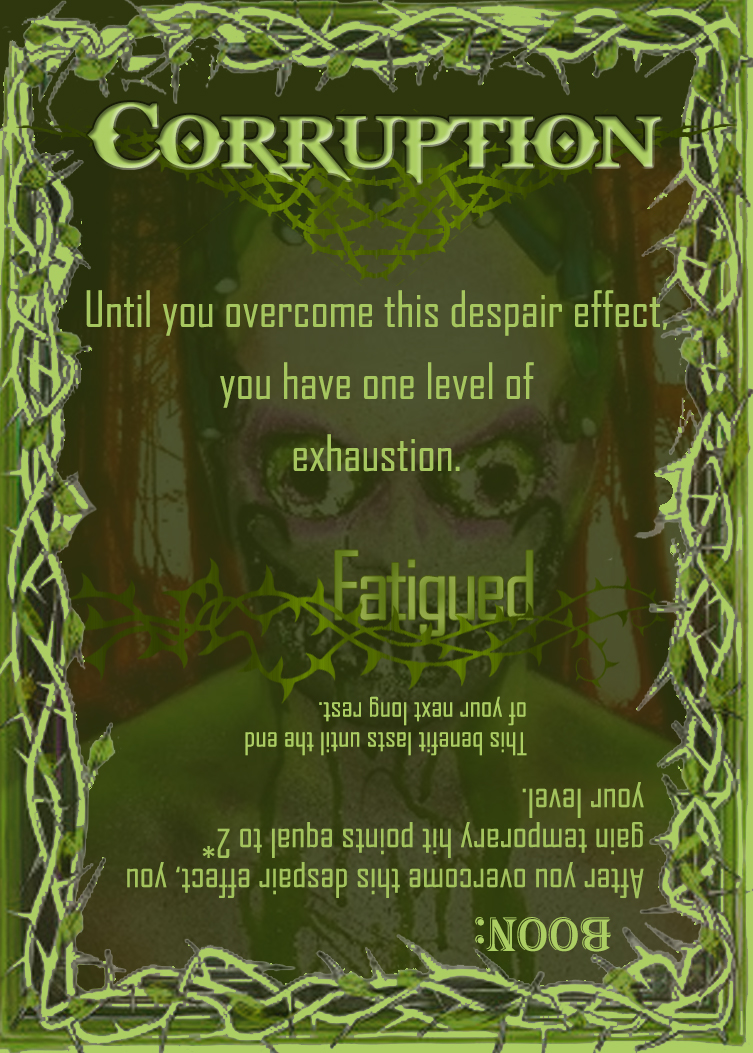 CORRUPTION
Until you overcome this despair effect,
you have one level of
exhaustion.
Fatigued
BOON:
After you overcome this despair effect, you
gain temporary hit points equal to 2*
your level.
This benefit lasts until the end
of your next long rest.